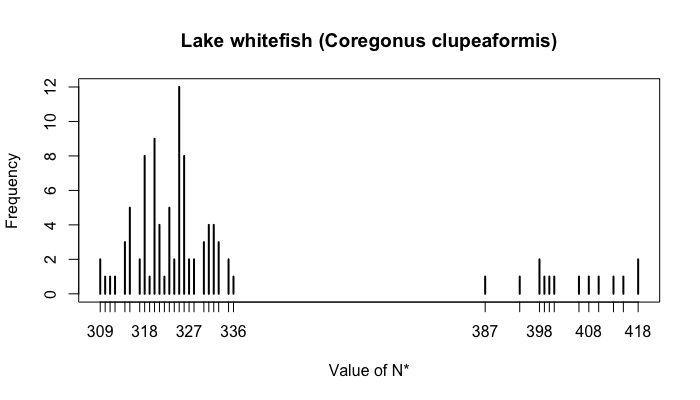 Lake whitefish (Coregonus clupeaformis)
Frequency
12
10
8
6
4
2
0
309 318 327 336 387 398 408 418
Value of N*